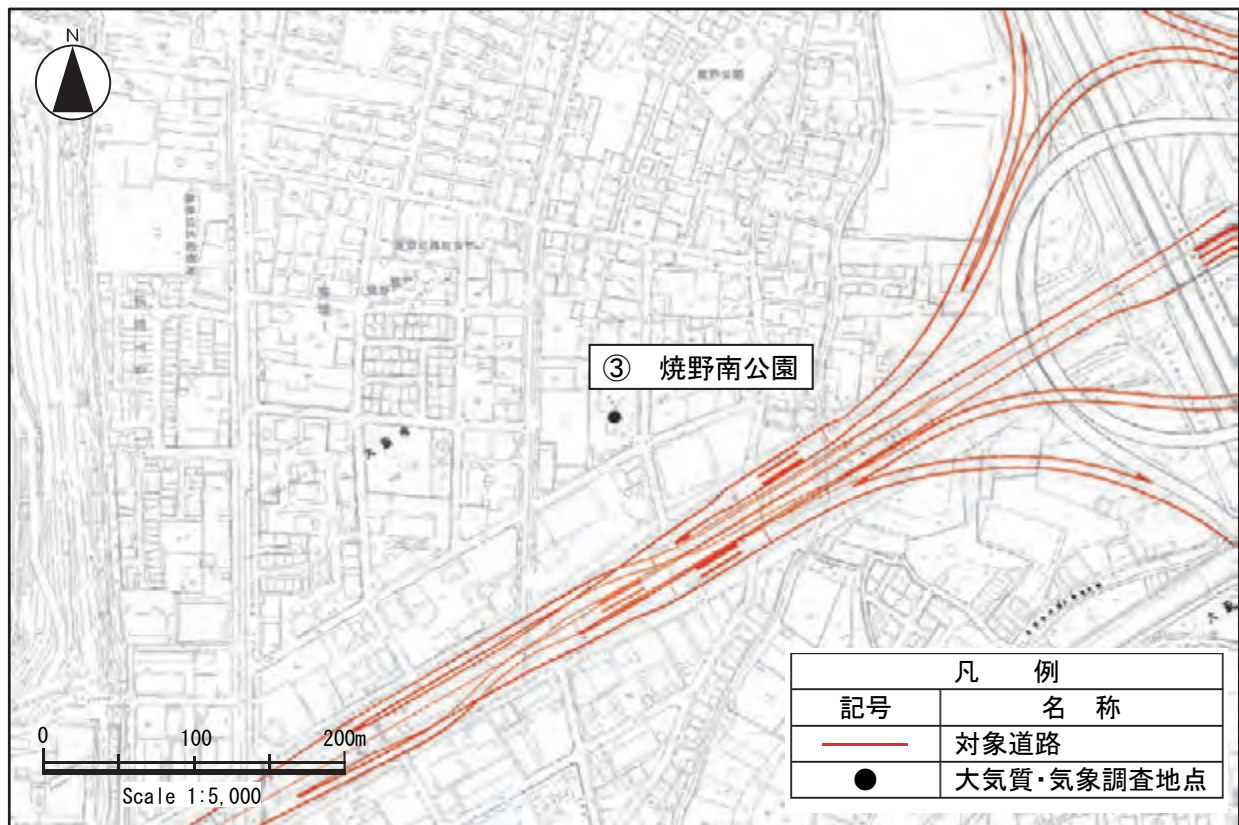 N
③ 焼野南公園
0 100 200m
Scale 1:5,000
凡 例
記号 名 称
対象道路
大気質・気象調査地点